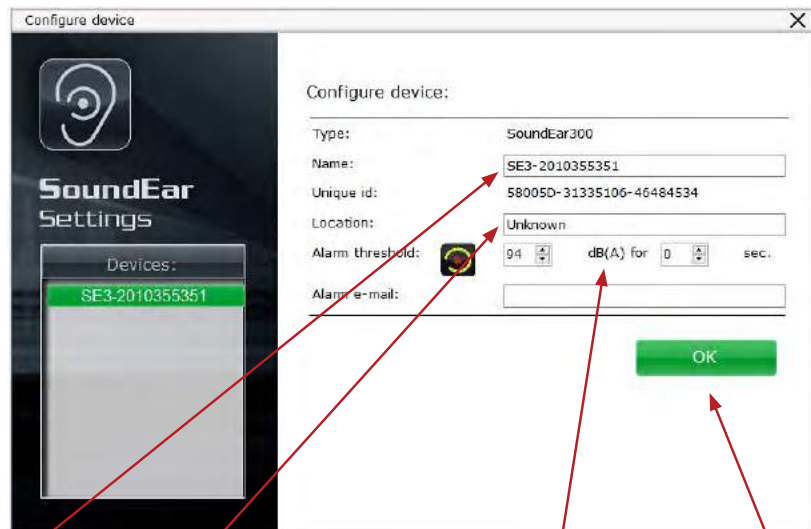 Configure device
X
SoundEar
Settings
Devices:
SE3-2010355351
Configure device:
Type: SoundEar300
Name: SE3-2010355351
Unique id: 58005D-31335106-46484534
Location: Unknown
Alarm threshold: 94 dB(A) for 0 sec.
Alarm e-mail:
OK